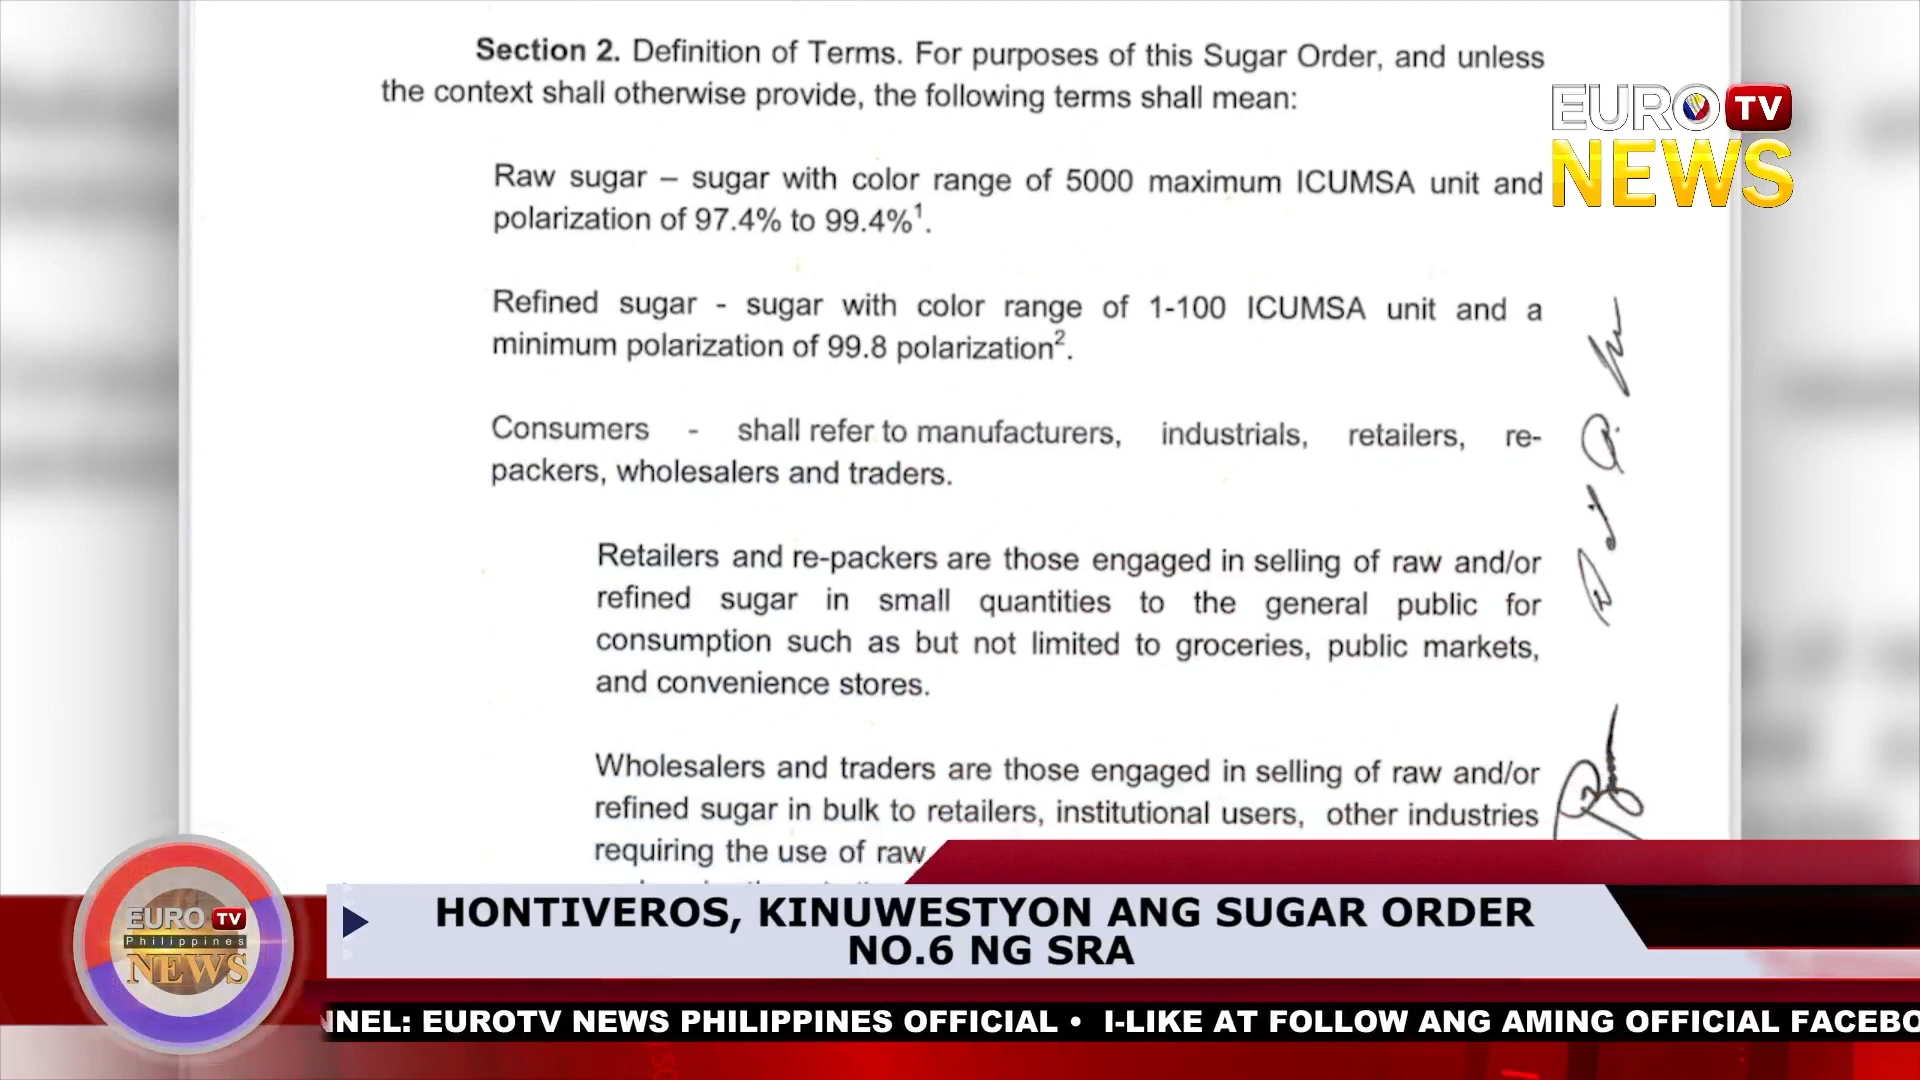 Section 2. Definition of Terms. For purposes of this Sugar Order, and unless
the context shall otherwise provide, the following terms shall mean:
EURO TV
NEWS
Raw sugar – sugar with color range of 5000 maximum ICUMSA unit and
polarization of 97.4% to 99.4%¹.
Refined sugar - sugar with color range of 1-100 ICUMSA unit and a
minimum polarization of 99.8 polarization².
Consumers - shall refer to manufacturers, industrials, retailers, re-
packers, wholesalers and traders.
Retailers and re-packers are those engaged in selling of raw and/or
refined sugar in small quantities to the general public for
consumption such as but not limited to groceries, public markets,
and convenience stores.
Wholesalers and traders are those engaged in selling of raw and/or
refined sugar in bulk to retailers, institutional users, other industries
requiring the use of raw
EURO TV
Philippines
NEWS
HONTIVEROS, KINUWESTYON ANG SUGAR ORDER
NO.6 NG SRA
NNEL: EUROTV NEWS PHILIPPINES OFFICIAL • I-LIKE AT FOLLOW ANG AMING OFFICIAL FACEBO